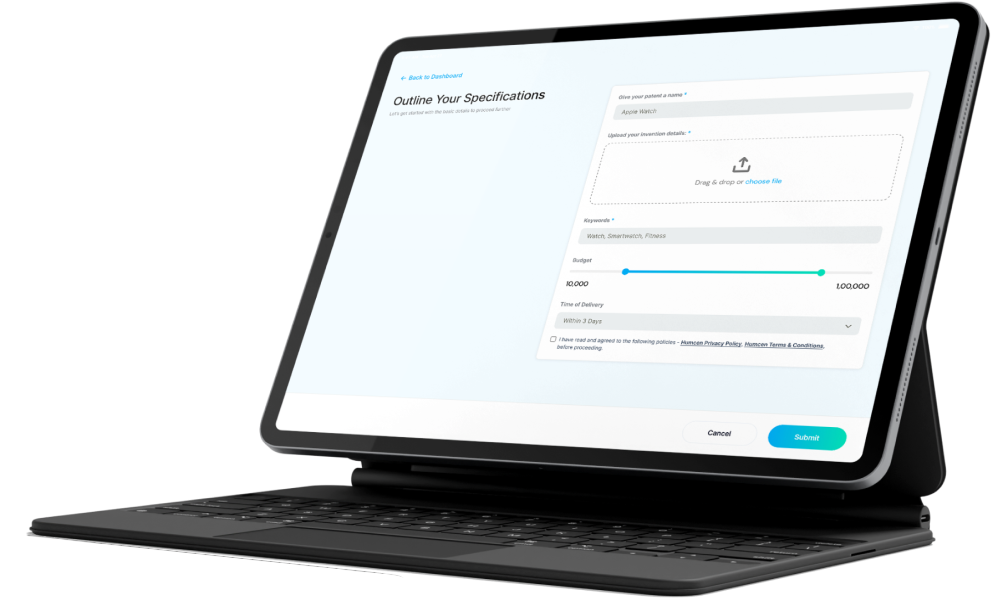 ← Back to Dashboard
Outline Your Specifications
Let's get started with the basic details to proceed further
Give your patent a name *
Apple Watch
Upload your invention details: *
Drag & drop or choose file
Keywords *
Watch, Smartwatch, Fitness
Budget
10,000
1,00,000
Time of Delivery
Within 3 Days
I have read and agreed to the following policies - Humcen Privacy Policy, Humcen Terms & Conditions,
before proceeding.
Cancel
Submit